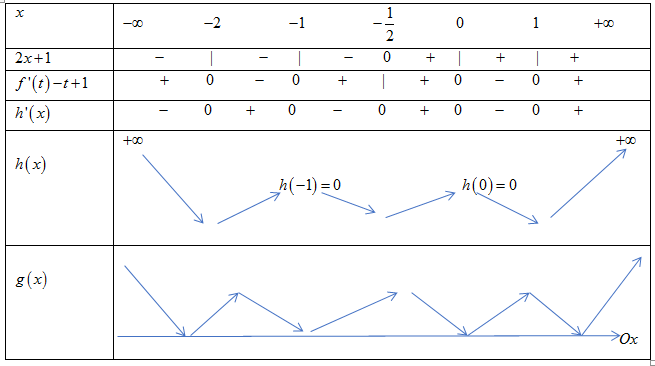 x −∞ −2 −1 −1/2 0 1 +∞
2x+1 − | − | − 0 + | + | +
f'(t)−t+1 + 0 − 0 + | + 0 − 0 +
h'(x) − 0 + 0 − 0 + 0 − 0 +
+∞ +∞
h(x) h(−1)=0 h(0)=0
g(x)
Ox